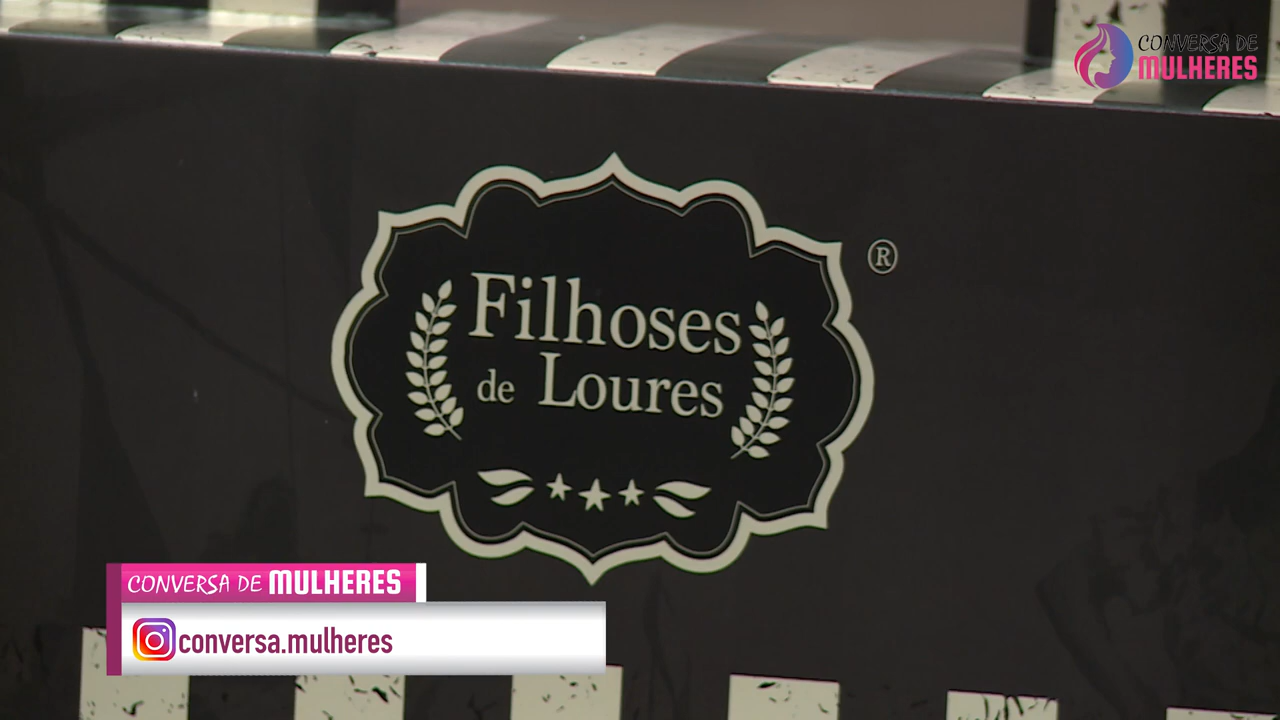 CONVERSA DE
MULHERES
®
Filhoses
de Loures
CONVERSA DE MULHERES
conversa.mulheres